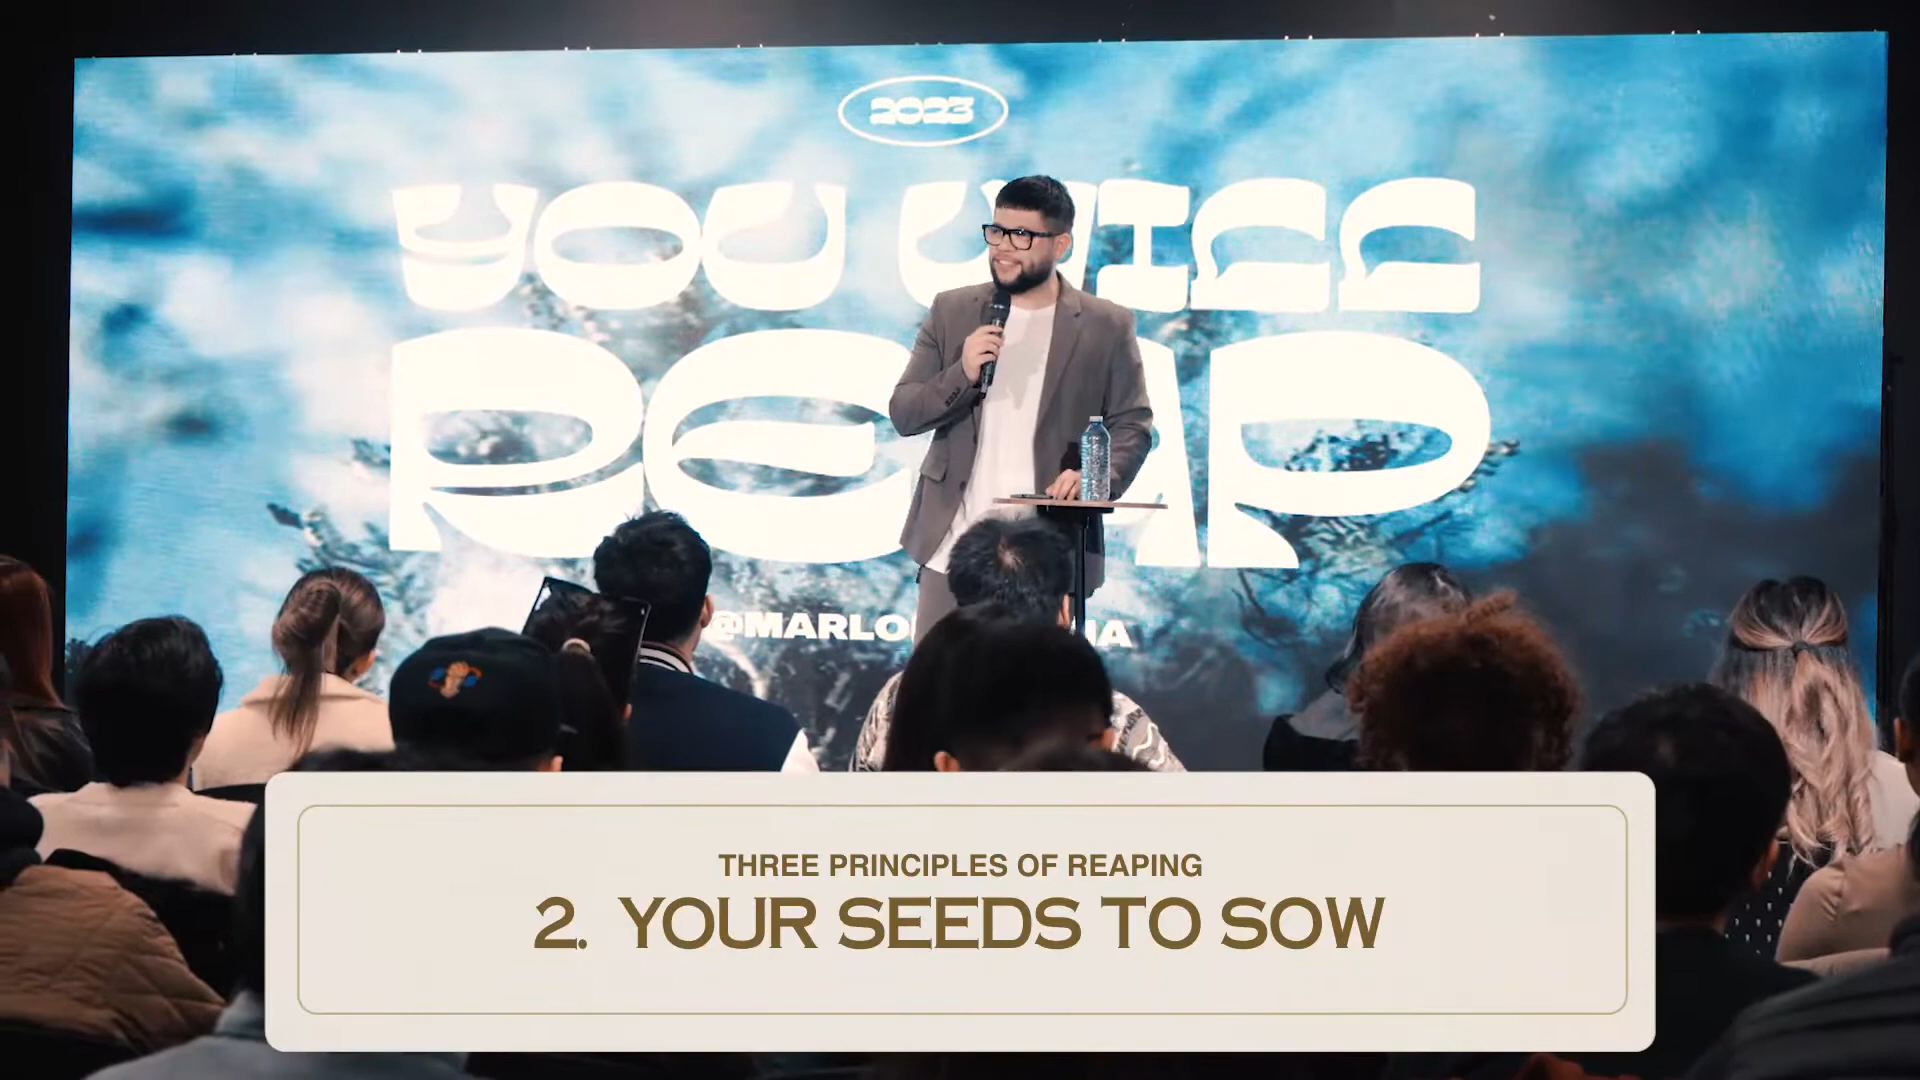 2023
YOU WILL
REAP
THREE PRINCIPLES OF REAPING
2. YOUR SEEDS TO SOW